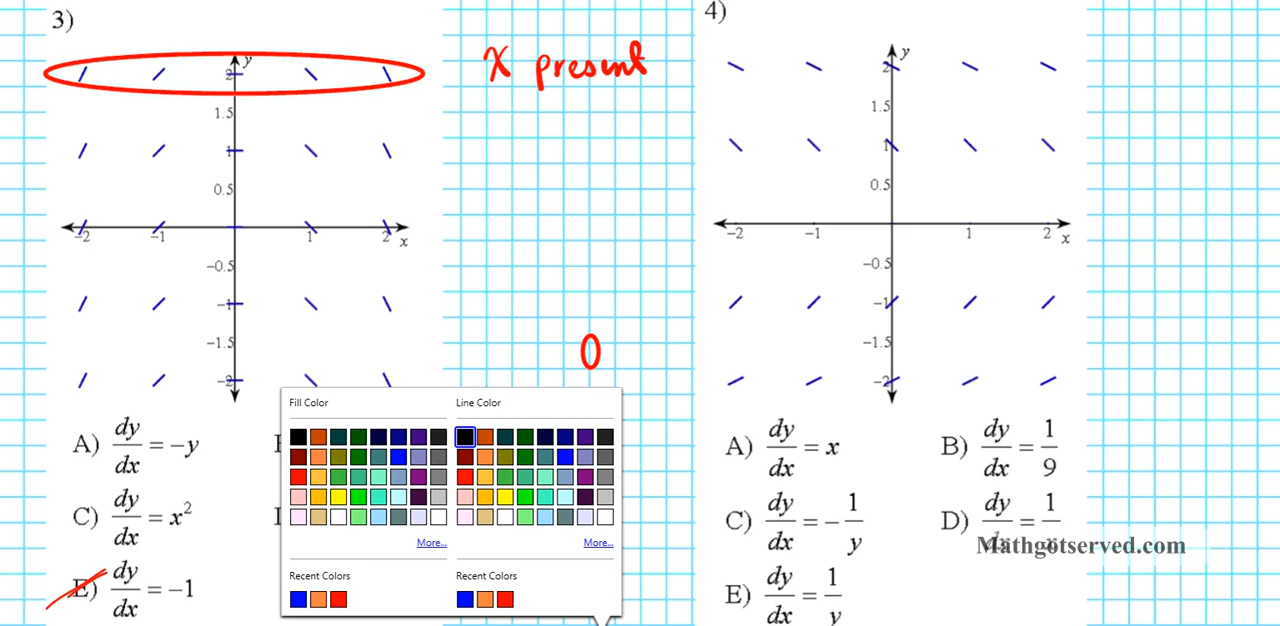 3)
X present
y
2
1.5
1
0.5
-2
-1
1
2
x
-0.5
-1
-1.5
-2
0
A) dy/dx = -y
C) dy/dx = x²
E) dy/dx = -1
Fill Color
Line Color
More...
More...
Recent Colors
Recent Colors
4)
y
2
1.5
1
0.5
-2
-1
1
2
x
-0.5
-1
-1.5
-2
A) dy/dx = x
B) dy/dx = 1/9
C) dy/dx = -1/y
D) dy/dx = 1/
E) dy/dx = 1/y
Mathgotserved.com